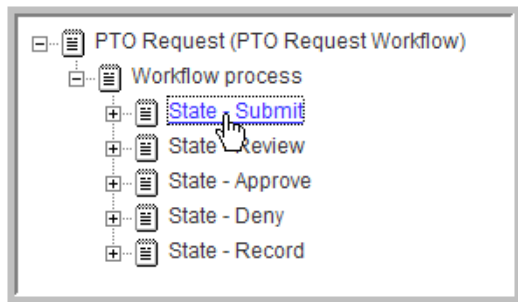 PTO Request (PTO Request Workflow)
Workflow process
State - Submit
State - Review
State - Approve
State - Deny
State - Record